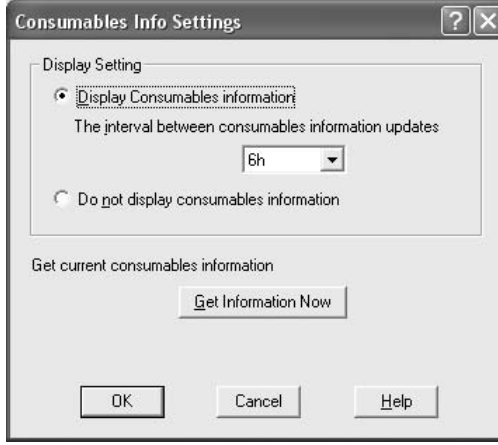 Consumables Info Settings
Display Setting
Display Consumables information
The interval between consumables information updates
6h
Do not display consumables information
Get current consumables information
Get Information Now
OK Cancel Help